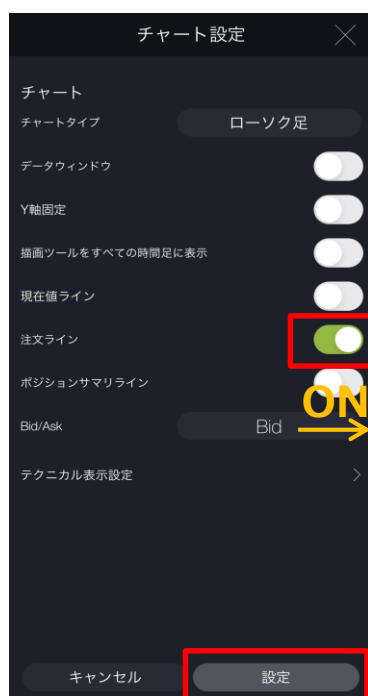 チャート設定
チャート
チャートタイプ ローソク足
データウィンドウ
Y軸固定
描画ツールをすべての時間足に表示
現在値ライン
注文ライン
ポジションサマリライン
ON
Bid/Ask Bid
テクニカル表示設定
キャンセル 設定